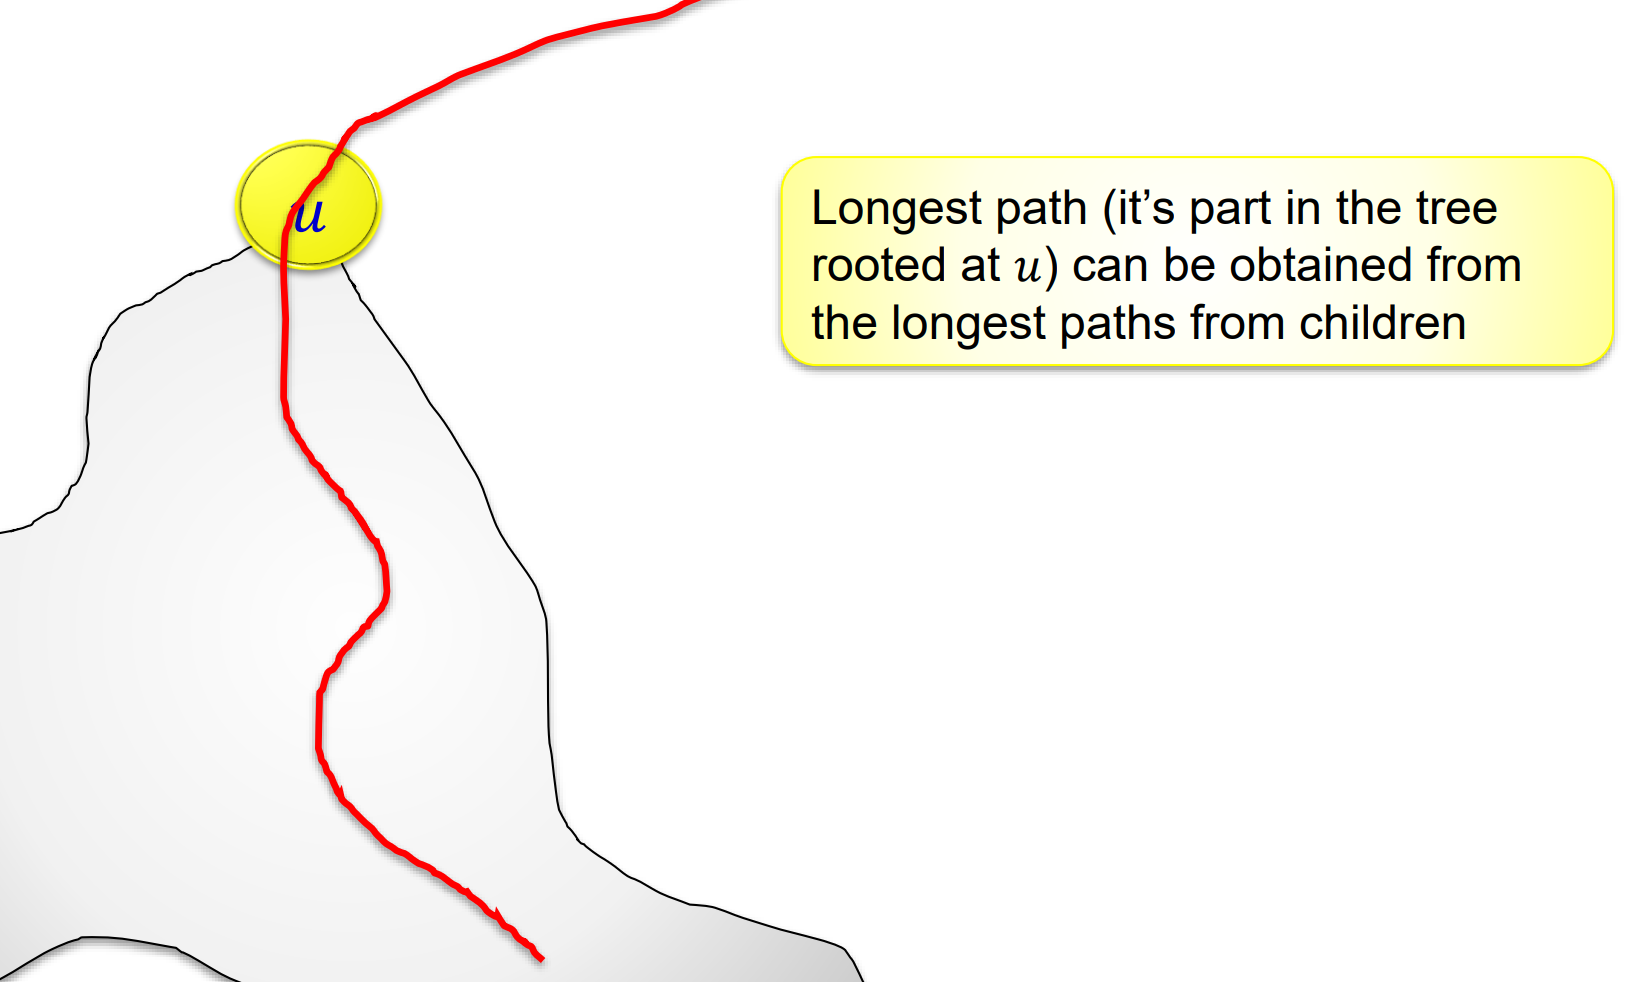 u
Longest path (it’s part in the tree
rooted at u) can be obtained from
the longest paths from children